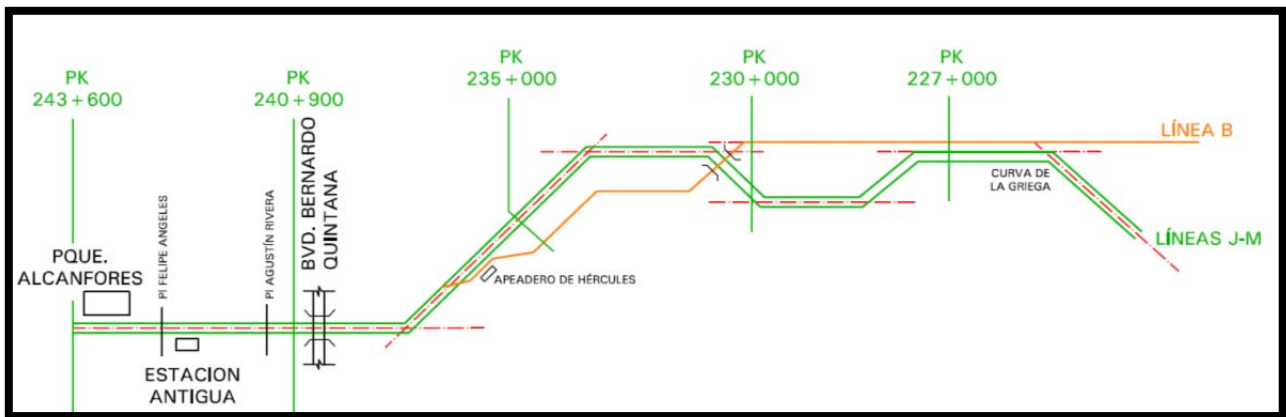 PK
243+600
PK
240+900
PK
235+000
PK
230+000
PK
227+000
LÍNEA B
CURVA DE
LA GRIEGA
LÍNEAS J-M
PQUE.
ALCANFORES
PI FELIPE ANGELES
ESTACION
ANTIGUA
PI AGUSTÍN RIVERA
BVD. BERNARDO
QUINTANA
APEADERO DE HÉRCULES